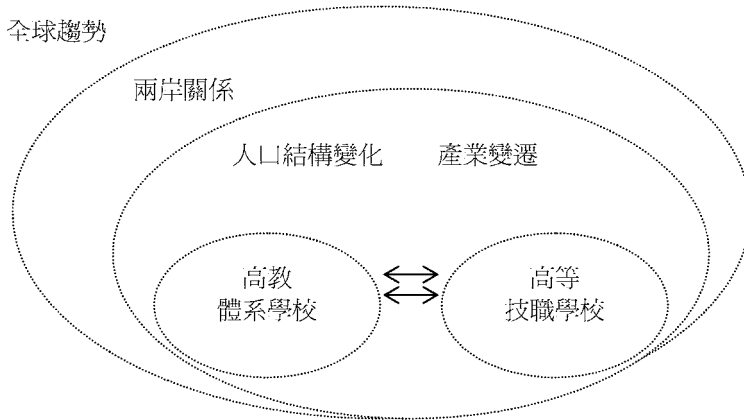 全球趨勢
兩岸關係
人口結構變化 產業變遷
高教
體系學校
高等
技職學校